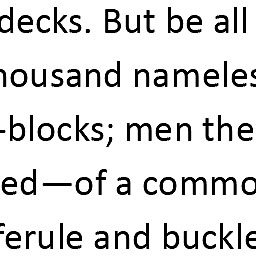 decks. But be all
housand nameles
-blocks; men the
ed—of a commo
ferule and buckle